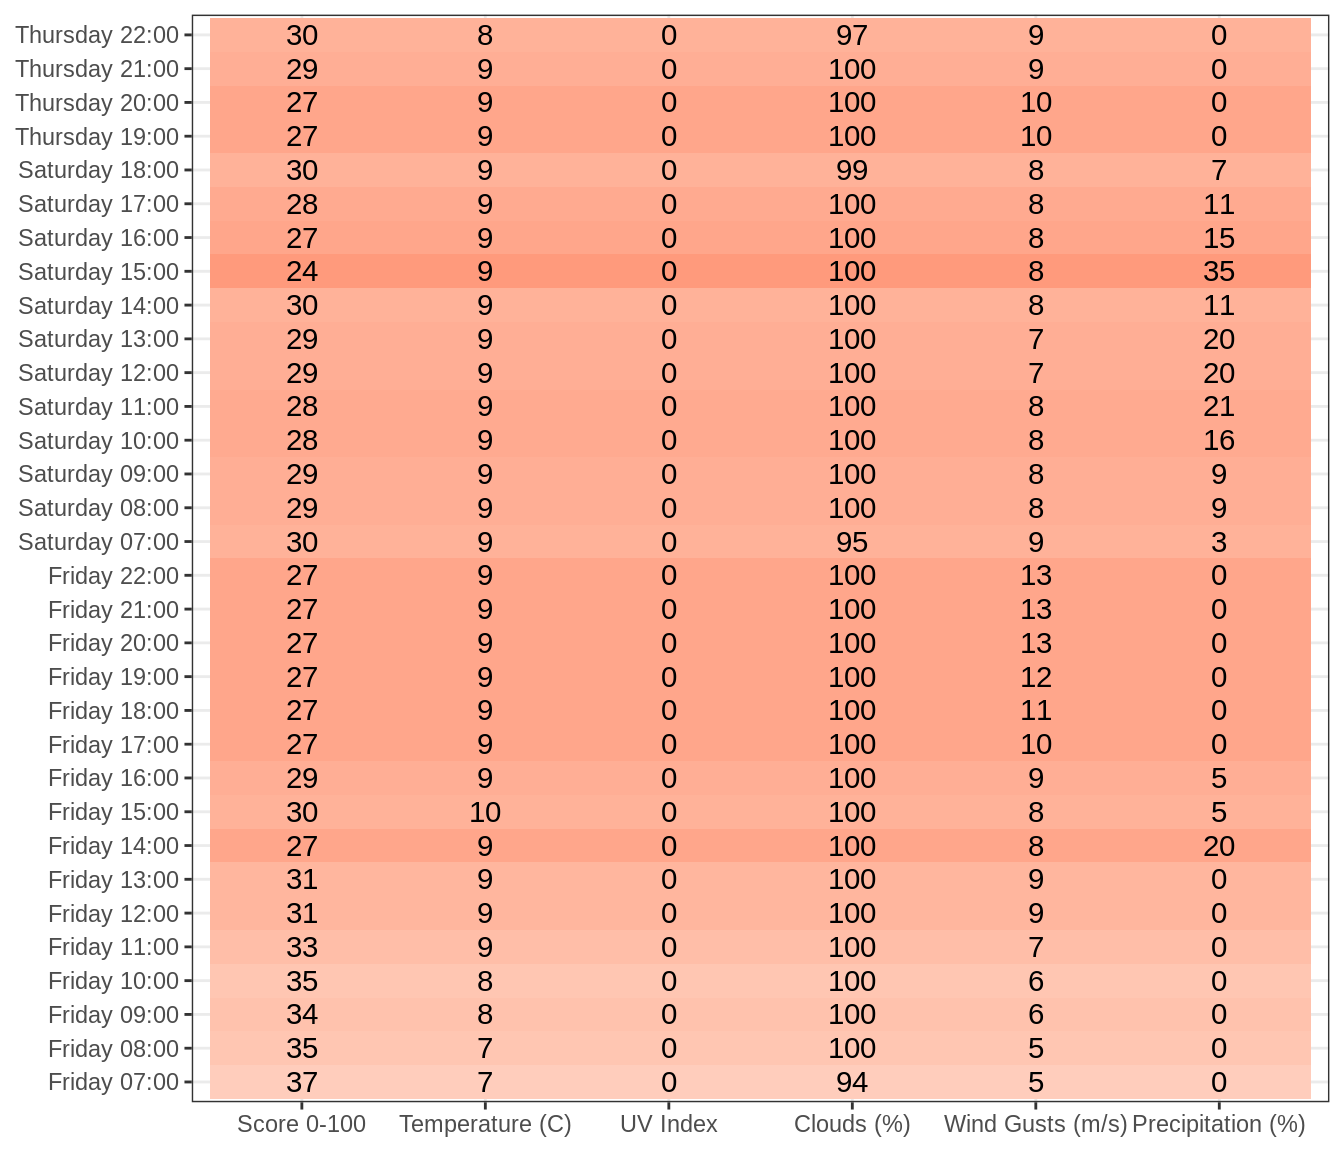 Thursday 22:00 30 8 0 97 9 0
Thursday 21:00 29 9 0 100 9 0
Thursday 20:00 27 9 0 100 10 0
Thursday 19:00 27 9 0 100 10 0
Saturday 18:00 30 9 0 99 8 7
Saturday 17:00 28 9 0 100 8 11
Saturday 16:00 27 9 0 100 8 15
Saturday 15:00 24 9 0 100 8 35
Saturday 14:00 30 9 0 100 8 11
Saturday 13:00 29 9 0 100 7 20
Saturday 12:00 29 9 0 100 7 20
Saturday 11:00 28 9 0 100 8 21
Saturday 10:00 28 9 0 100 8 16
Saturday 09:00 29 9 0 100 8 9
Saturday 08:00 29 9 0 100 8 9
Saturday 07:00 30 9 0 95 9 3
Friday 22:00 27 9 0 100 13 0
Friday 21:00 27 9 0 100 13 0
Friday 20:00 27 9 0 100 13 0
Friday 19:00 27 9 0 100 12 0
Friday 18:00 27 9 0 100 11 0
Friday 17:00 27 9 0 100 10 0
Friday 16:00 29 9 0 100 9 5
Friday 15:00 30 10 0 100 8 5
Friday 14:00 27 9 0 100 8 20
Friday 13:00 31 9 0 100 9 0
Friday 12:00 31 9 0 100 9 0
Friday 11:00 33 9 0 100 7 0
Friday 10:00 35 8 0 100 6 0
Friday 09:00 34 8 0 100 6 0
Friday 08:00 35 7 0 100 5 0
Friday 07:00 37 7 0 94 5 0
Score 0-100 Temperature (C) UV Index Clouds (%) Wind Gusts (m/s) Precipitation (%)